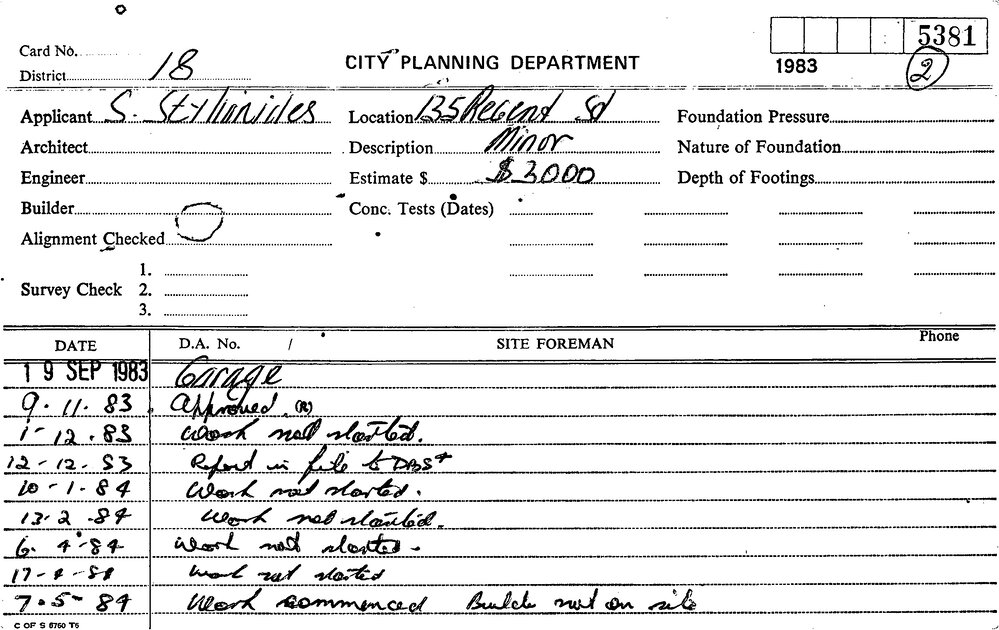 5381
Card No.
District 18
CITY PLANNING DEPARTMENT
1983
2
Applicant S. Stylianides
Location 135 Regent St
Foundation Pressure
Architect
Description Minor
Nature of Foundation
Engineer
Estimate $ $3000
Depth of Footings
Builder
Conc. Tests (Dates)
Alignment Checked
1.
Survey Check 2.
3.
DATE D.A. No. / SITE FOREMAN Phone
19 SEP 1983 Garage
9.11.83 Approved. (R)
1-12.83 Work not started.
12-12.83 Report in file to DBS
10-1-84 Work not started.
13.2.84 Work not started.
6.4.84 Work not started.
17-4-84 Work not started
7.5-84 Work commenced Builder not on site
C OF S 6760 T6